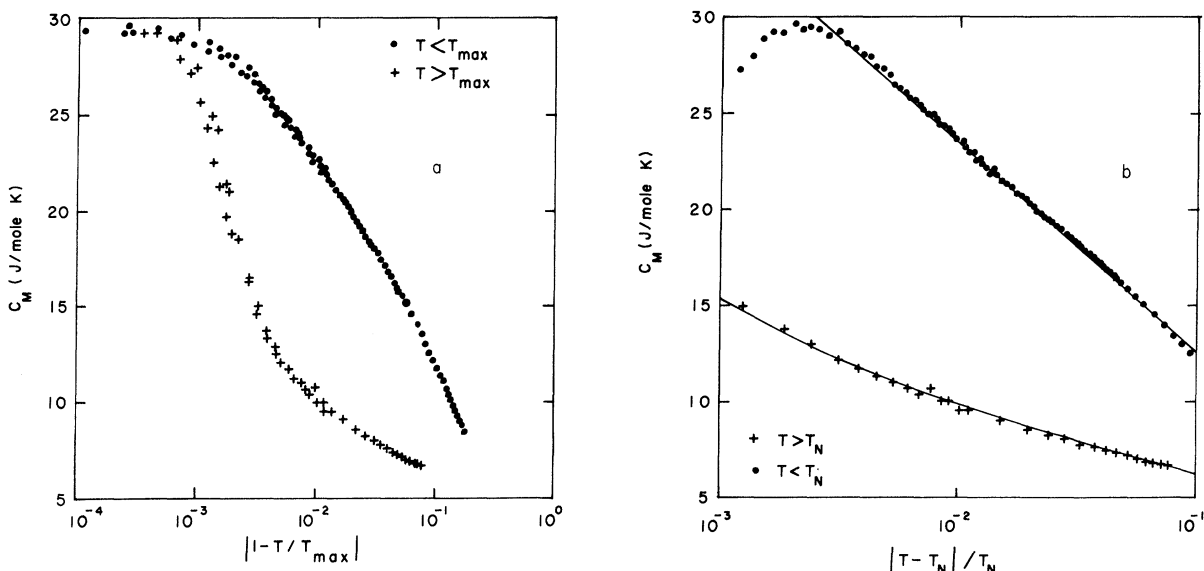 30
25
20
15
10
5
C_M (J/mole K)
• T < T_max
+ T > T_max
a
10^-4
10^-3
10^-2
10^-1
10^0
|1-T/T_max|
30
25
20
15
10
5
C_M (J/mole K)
b
+ T > T_N
• T < T_N
10^-3
10^-2
10^-1
|T-T_N|/T_N